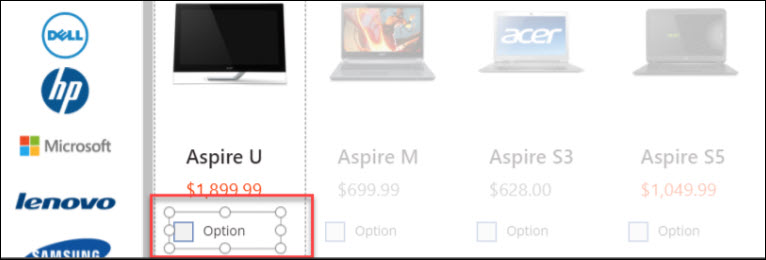 DELL
hp
Microsoft
lenovo
SAMSUNG
acer
Aspire U
Aspire M
Aspire S3
Aspire S5
$1,899.99
$699.99
$628.00
$1,049.99
Option
Option
Option
Option